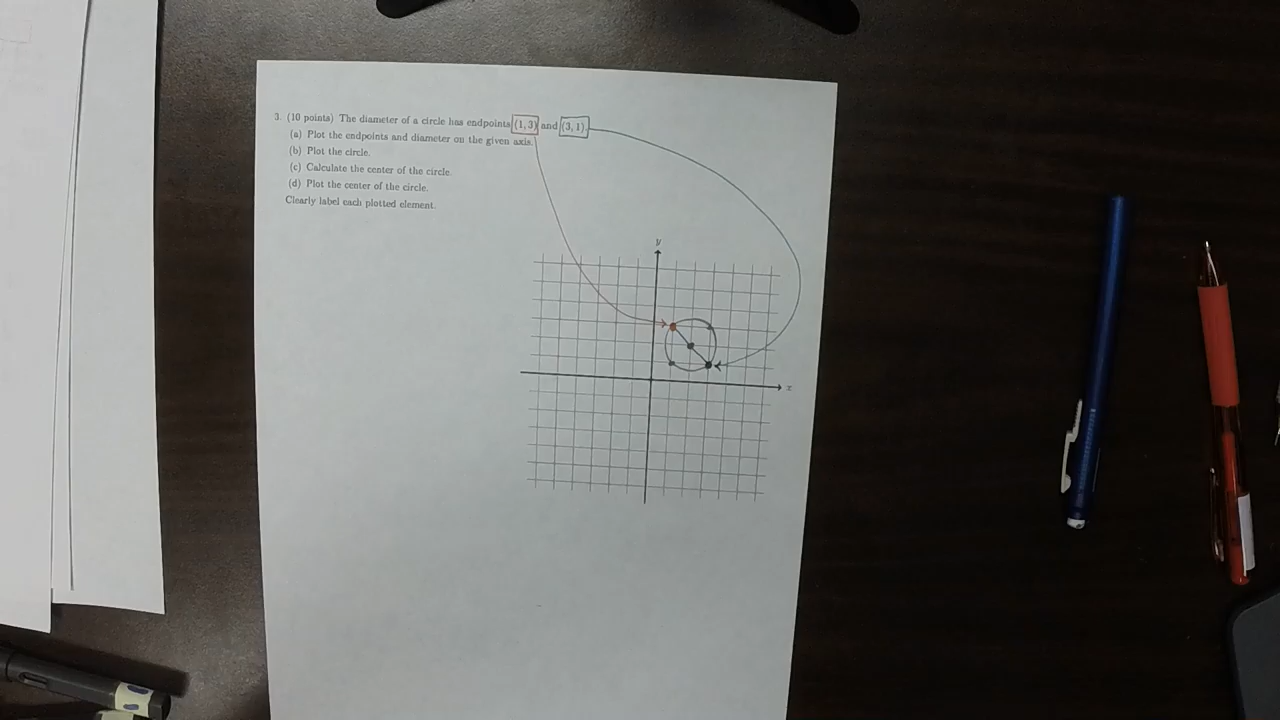 3. (10 points) The diameter of a circle has endpoints (1, 3) and (3, 1).
(a) Plot the endpoints and diameter on the given axis.
(b) Plot the circle.
(c) Calculate the center of the circle.
(d) Plot the center of the circle.
Clearly label each plotted element.
y
x